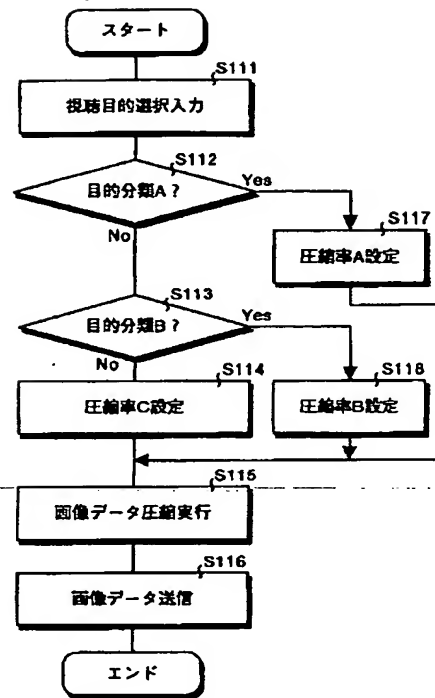 スタート
S111
視聴目的選択入力
S112
目的分類A?
Yes
No
S117
圧縮率A設定
S113
目的分類B?
Yes
No
S114
圧縮率C設定
S118
圧縮率B設定
S115
画像データ圧縮実行
S116
画像データ送信
エンド